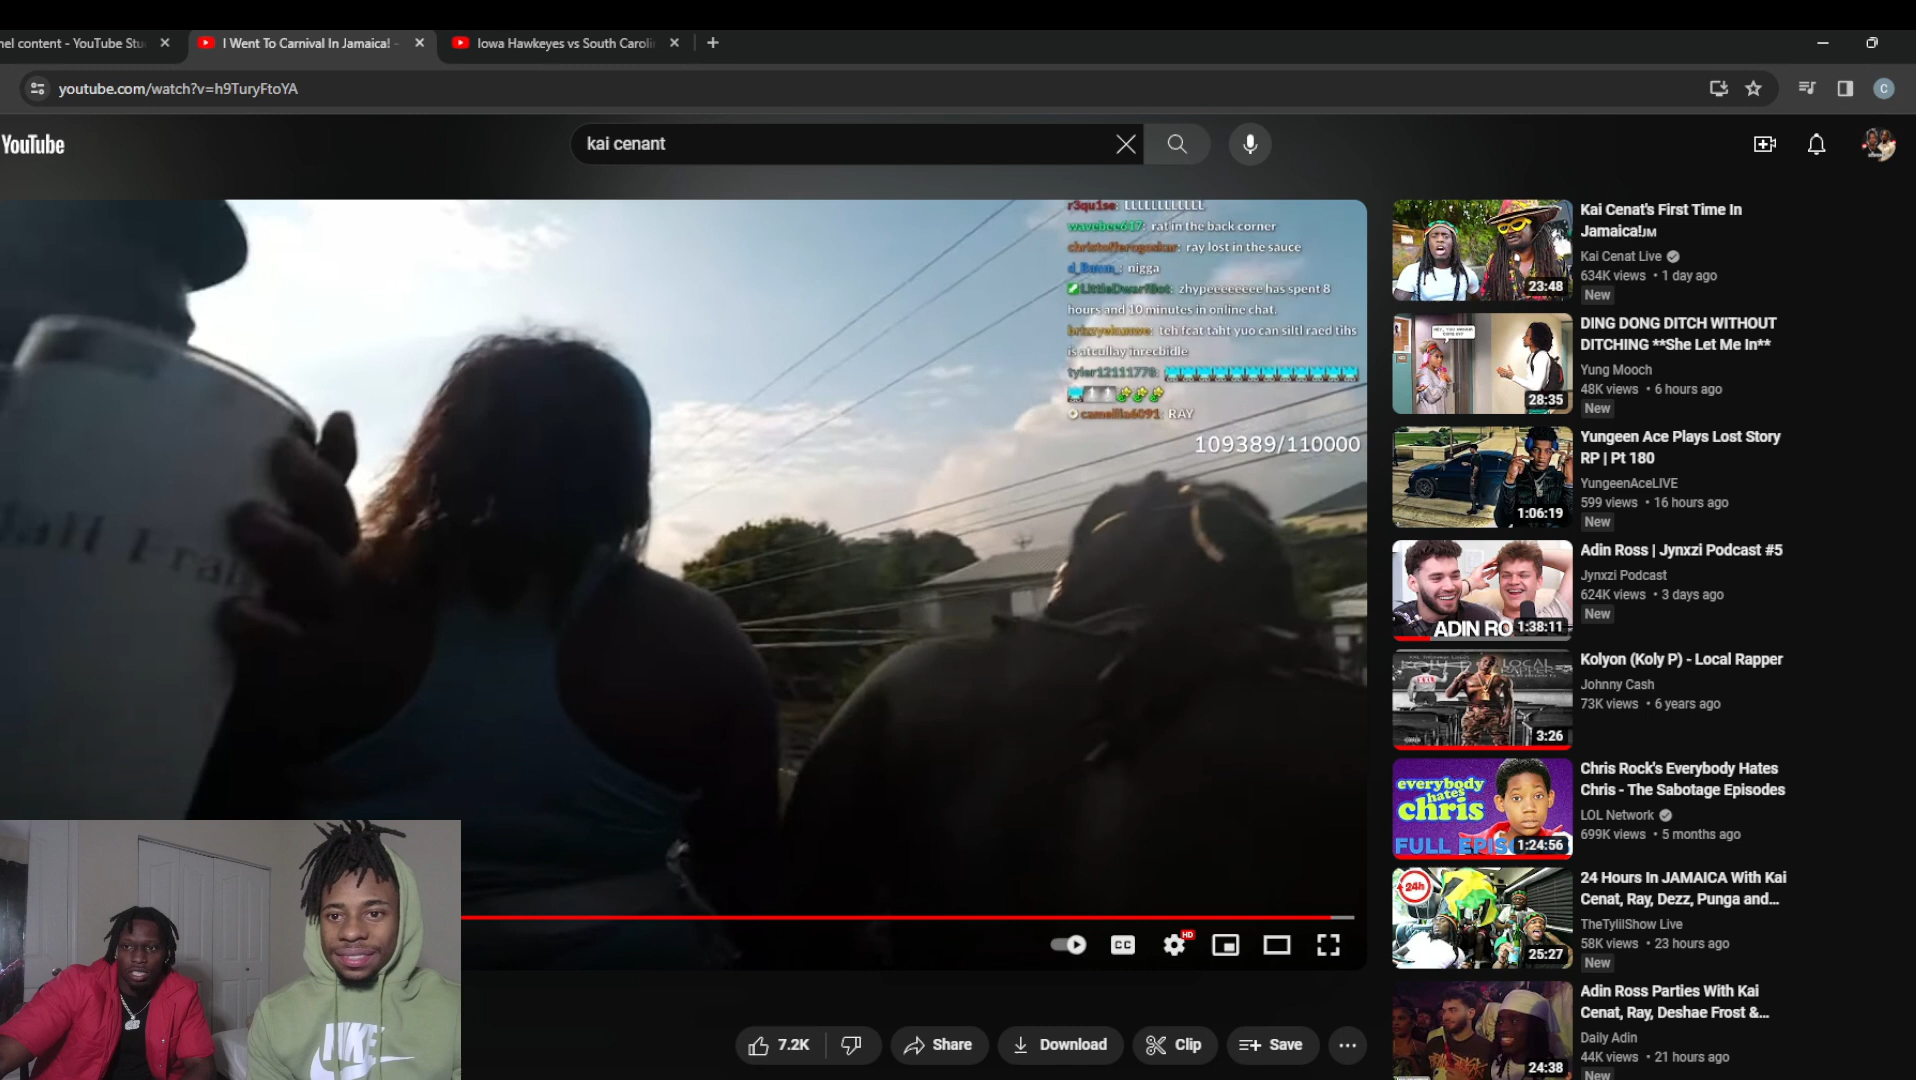 nel content - YouTube Stu
I Went To Carnival In Jamaica! -
Iowa Hawkeyes vs South Caroli
youtube.com/watch?v=h9TuryFtoYA
C
YouTube
kai cenant
r3qu1se: LLLLLLLLLLLL
wavebee617: rat in the back corner
ray lost in the sauce
d_Buum_: nigga
LittleDwarfBot: zhypeeeeeeee has spent 8
hours and 10 minutes in online chat.
teh fcat taht yuo can siltl raed tihs
is atcullay inrecbidle
tyler12111778:
camellia6091: RAY
109389/110000
CC
HD
7.2K
Share
Download
Clip
Save
NIKE
23:48
Kai Cenat's First Time In
Jamaica!JM
Kai Cenat Live
634K views • 1 day ago
New
28:35
DING DONG DITCH WITHOUT
DITCHING **She Let Me In**
Yung Mooch
48K views • 6 hours ago
New
1:06:19
Yungeen Ace Plays Lost Story
RP | Pt 180
YungeenAceLIVE
599 views • 16 hours ago
New
ADIN RO
1:38:11
Adin Ross | Jynxzi Podcast #5
Jynxzi Podcast
624K views • 3 days ago
New
LOCAL
3:26
Kolyon (Koly P) - Local Rapper
Johnny Cash
73K views • 6 years ago
everybody
hates
chris
FULL EPIS
1:24:56
Chris Rock's Everybody Hates
Chris - The Sabotage Episodes
LOL Network
699K views • 5 months ago
24h
25:27
24 Hours In JAMAICA With Kai
Cenat, Ray, Dezz, Punga and...
TheTylilShow Live
58K views • 23 hours ago
New
24:38
Adin Ross Parties With Kai
Cenat, Ray, Deshae Frost &...
Daily Adin
44K views • 21 hours ago
New